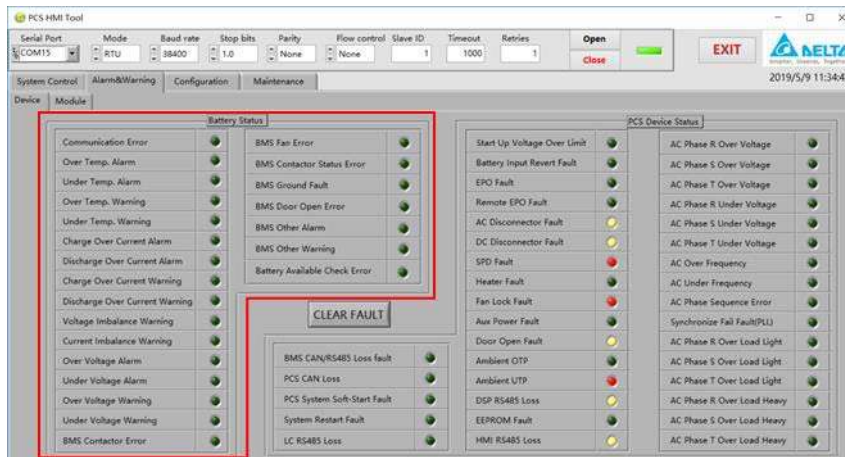 PCS HMI Tool
Serial Port Mode Baud rate Stop bits Parity Flow control Slave ID Timeout Retries
COM15 RTU 38400 1.0 None None 1 1000 1
Open
Close
EXIT
DELTA
System Control Alarm&Warning Configuration Maintenance
2019/5/9 11:34:4
Device Module
Battery Status
Communication Error
Over Temp. Alarm
Under Temp. Alarm
Over Temp. Warning
Under Temp. Warning
Charge Over Current Alarm
Discharge Over Current Alarm
Charge Over Current Warning
Discharge Over Current Warning
Voltage Imbalance Warning
Current Imbalance Warning
Over Voltage Alarm
Under Voltage Alarm
Over Voltage Warning
Under Voltage Warning
BMS Contactor Error
BMS Fan Error
BMS Contactor Status Error
BMS Ground Fault
BMS Door Open Error
BMS Other Alarm
BMS Other Warning
Battery Available Check Error
CLEAR FAULT
BMS CAN/RS485 Loss fault
PCS CAN Loss
PCS System Soft-Start Fault
System Restart Fault
LC RS485 Loss
PCS Device Status
Start Up Voltage Over Limit
Battery Input Revert Fault
EPO Fault
Remote EPO Fault
AC Disconnector Fault
DC Disconnector Fault
SPD Fault
Heater Fault
Fan Lock Fault
Aux Power Fault
Door Open Fault
Ambient OTP
Ambient UTP
DSP RS485 Loss
EEPROM Fault
HMI RS485 Loss
AC Phase R Over Voltage
AC Phase S Over Voltage
AC Phase T Over Voltage
AC Phase R Under Voltage
AC Phase S Under Voltage
AC Phase T Under Voltage
AC Over Frequency
AC Under Frequency
AC Phase Sequence Error
Synchronize Fail Fault(PLL)
AC Phase R Over Load Light
AC Phase S Over Load Light
AC Phase T Over Load Light
AC Phase R Over Load Heavy
AC Phase S Over Load Heavy
AC Phase T Over Load Heavy